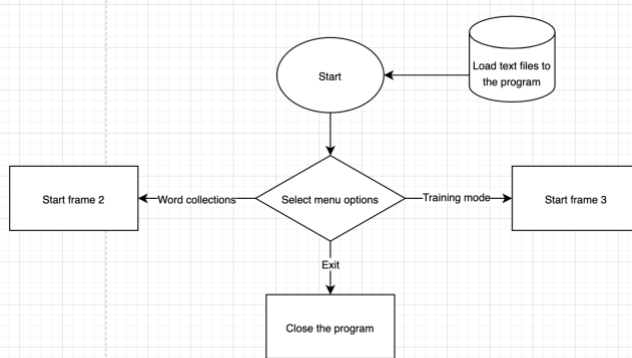 Load text files to
the program
Start
Start frame 2
Word collections
Select menu options
Training mode
Start frame 3
Exit
Close the program